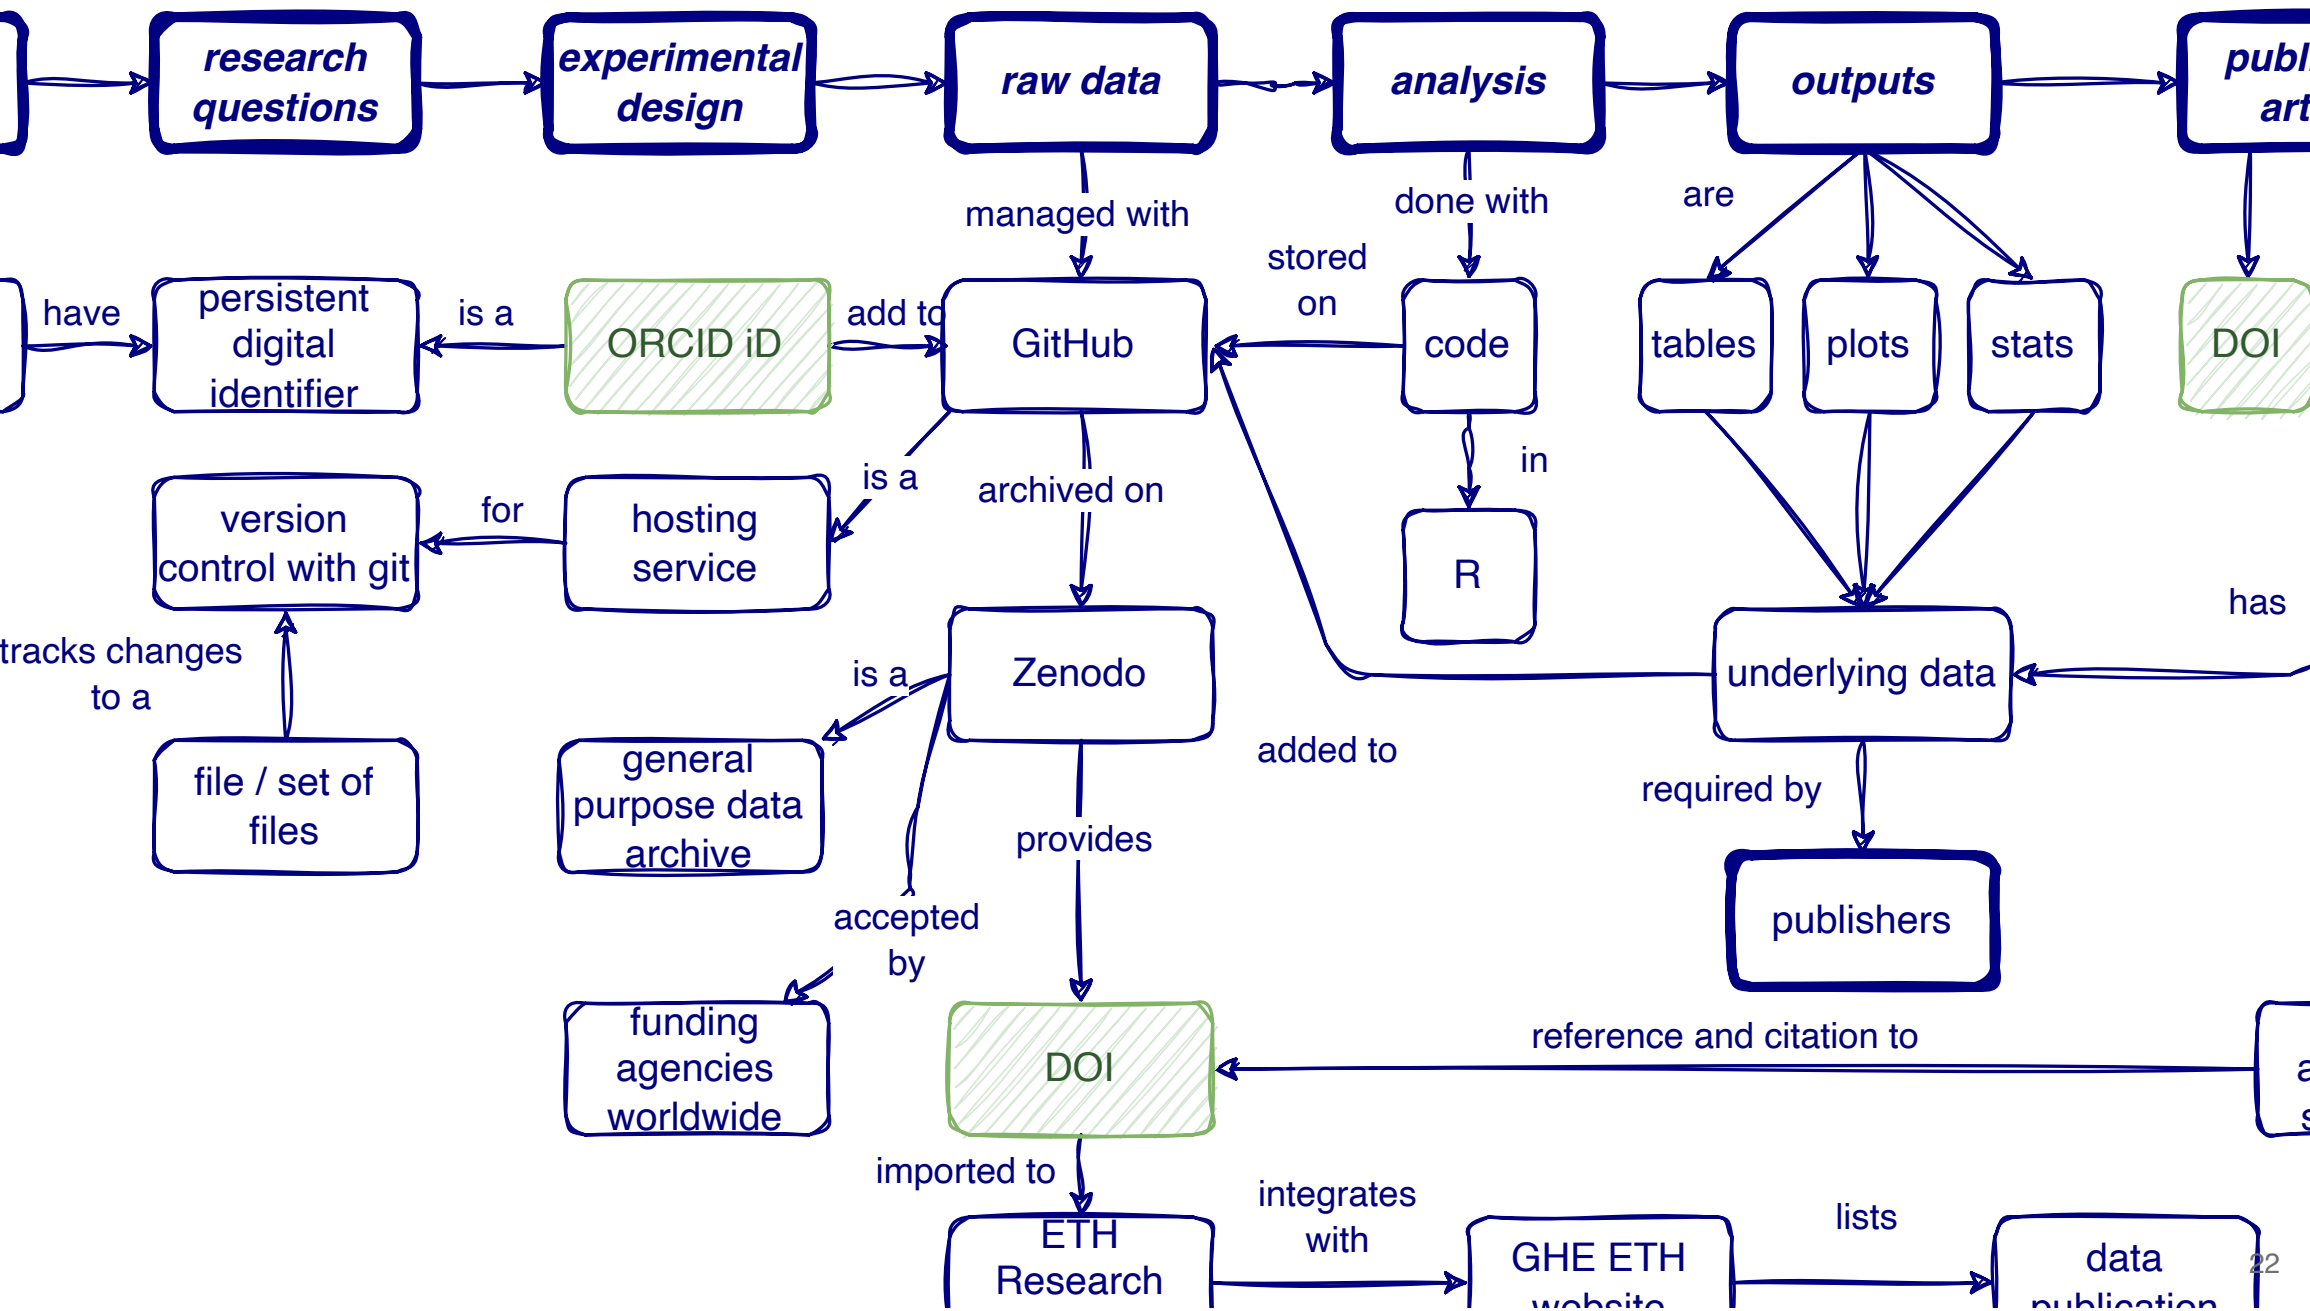 research
questions
experimental
design
raw data
analysis
outputs
managed with
done with
are
have
persistent
digital
identifier
is a
ORCID iD
add to
GitHub
stored
on
code
tables
plots
stats
DOI
in
R
is a
archived on
version
control with git
for
hosting
service
has
tracks changes
to a
is a
Zenodo
added to
underlying data
file / set of
files
general
purpose data
archive
provides
required by
accepted
by
publishers
funding
agencies
worldwide
DOI
reference and citation to
imported to
integrates
with
lists
ETH
Research
GHE ETH
website
data
publication
22